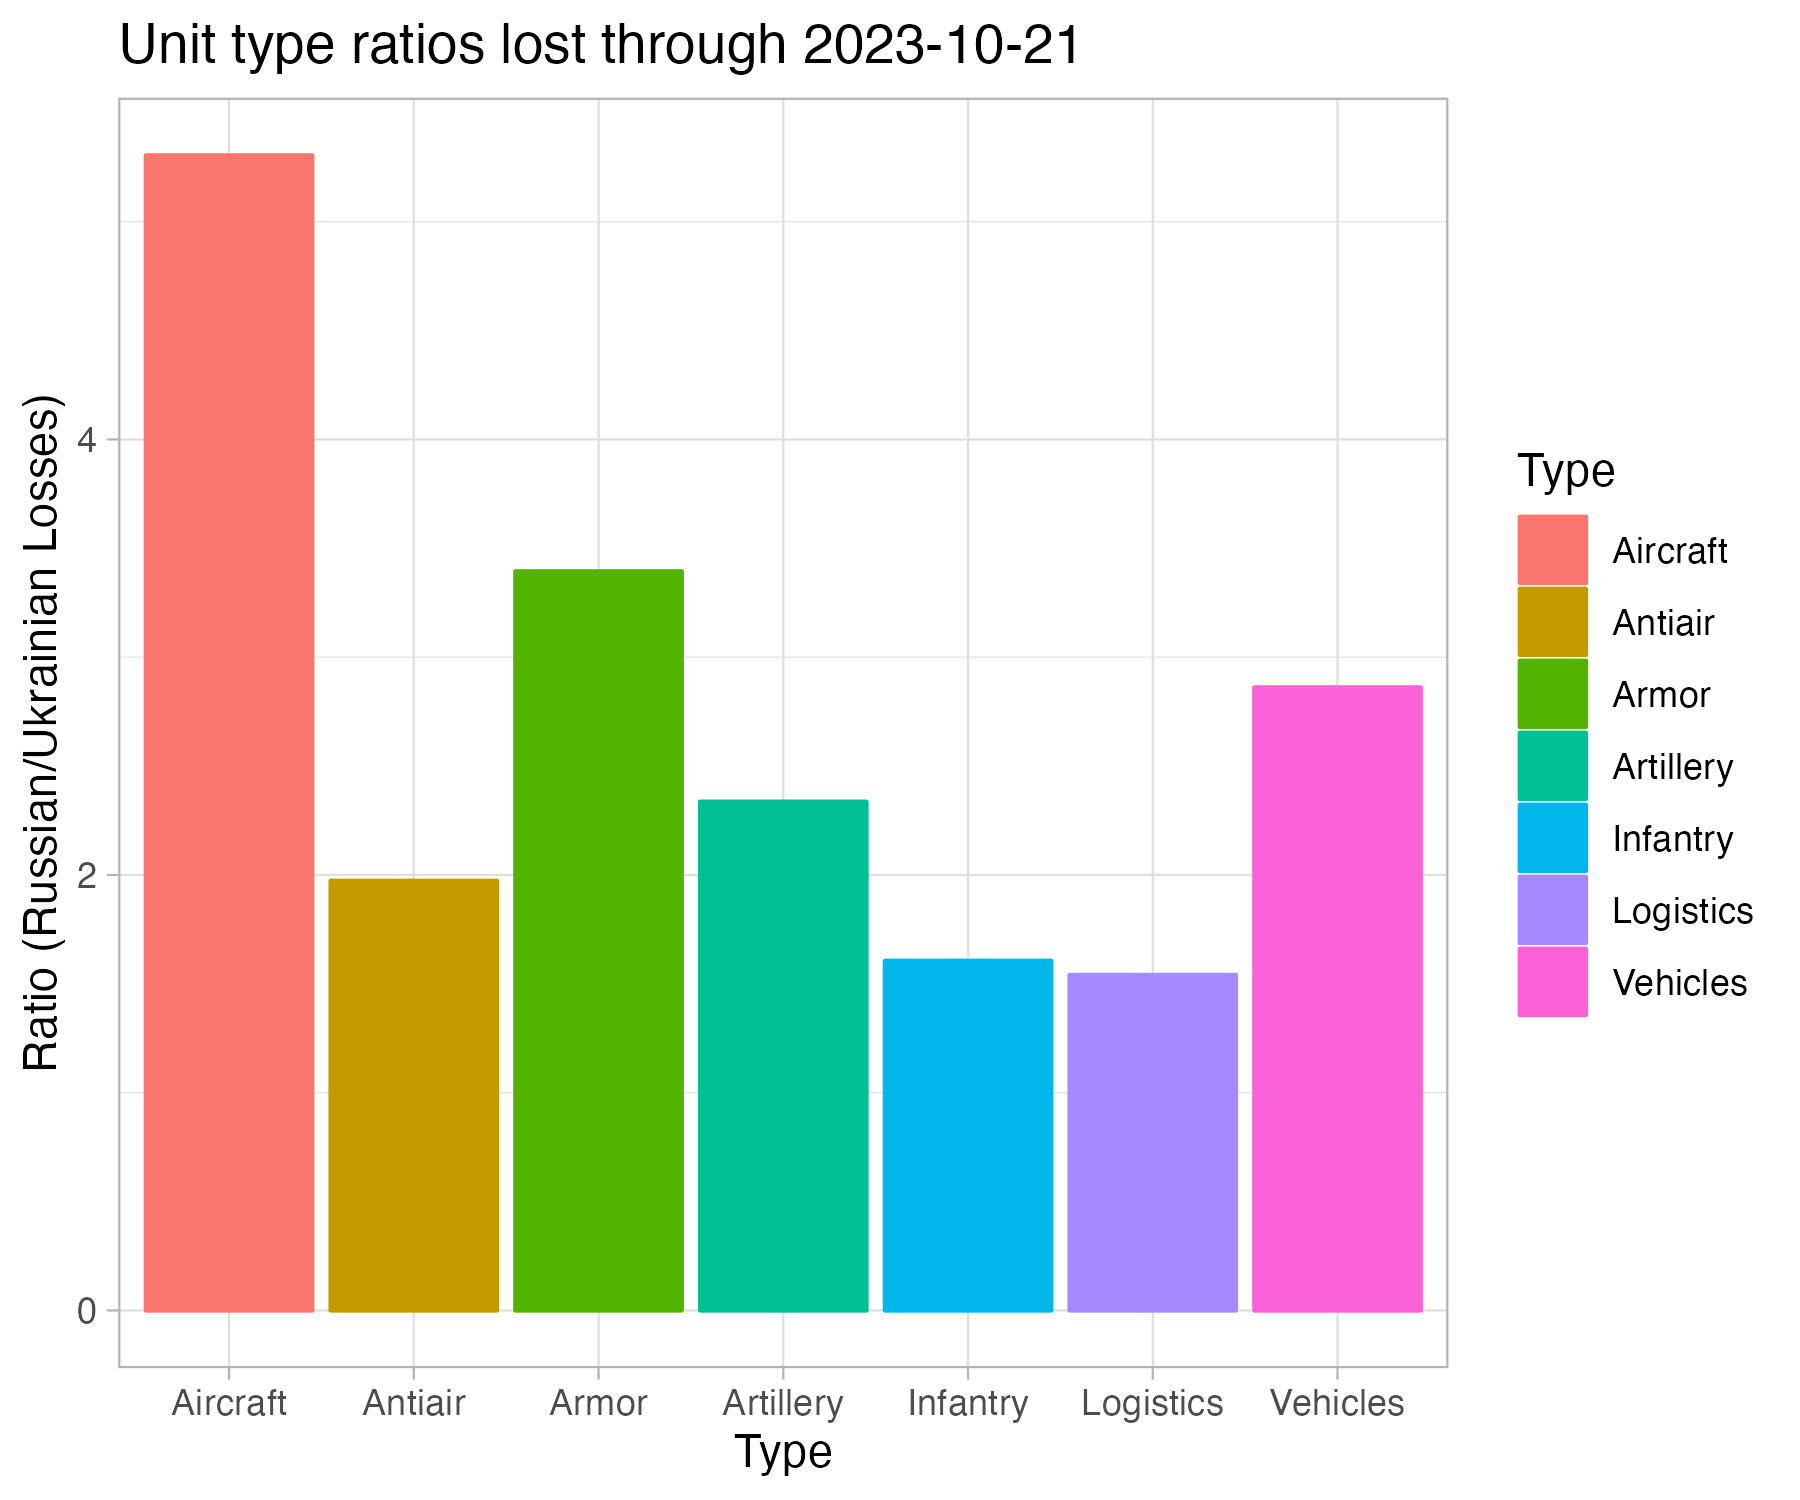 Unit type ratios lost through 2023-10-21
Ratio (Russian/Ukrainian Losses)
4
2
0
Aircraft Antiair Armor Artillery Infantry Logistics Vehicles
Type
Type
Aircraft
Antiair
Armor
Artillery
Infantry
Logistics
Vehicles